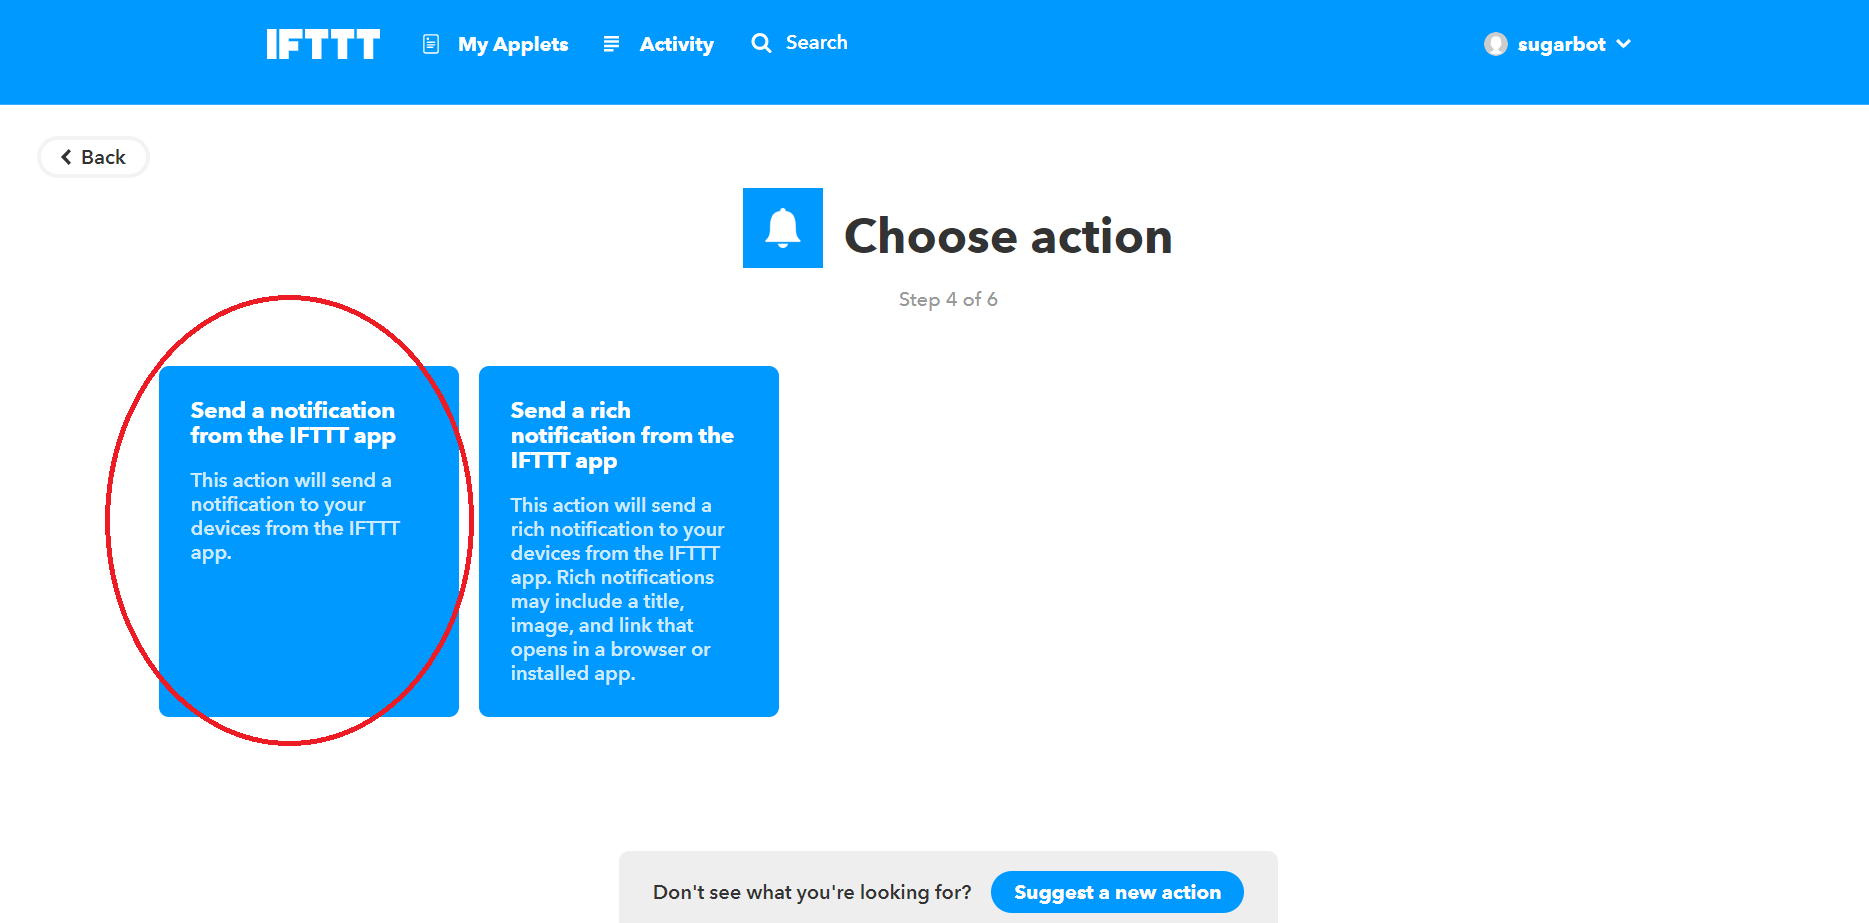 IFTTT My Applets Activity Search sugarbot
Back
Choose action
Step 4 of 6
Send a notification
from the IFTTT app
This action will send a
notification to your
devices from the IFTTT
app.
Send a rich
notification from the
IFTTT app
This action will send a
rich notification to your
devices from the IFTTT
app. Rich notifications
may include a title,
image, and link that
opens in a browser or
installed app.
Don't see what you're looking for? Suggest a new action